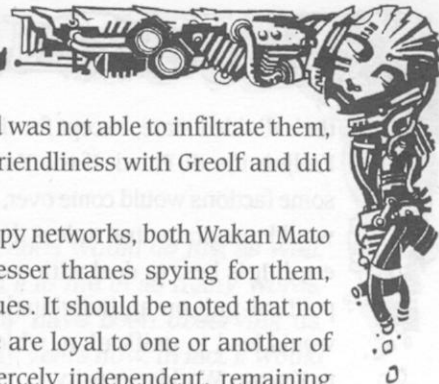 was not able to infiltrate them,
riendliness with Greolf and did
py networks, both Wakan Mato
esser thanes spying for them,
ues. It should be noted that not
are loyal to one or another of
ercely independent, remaining